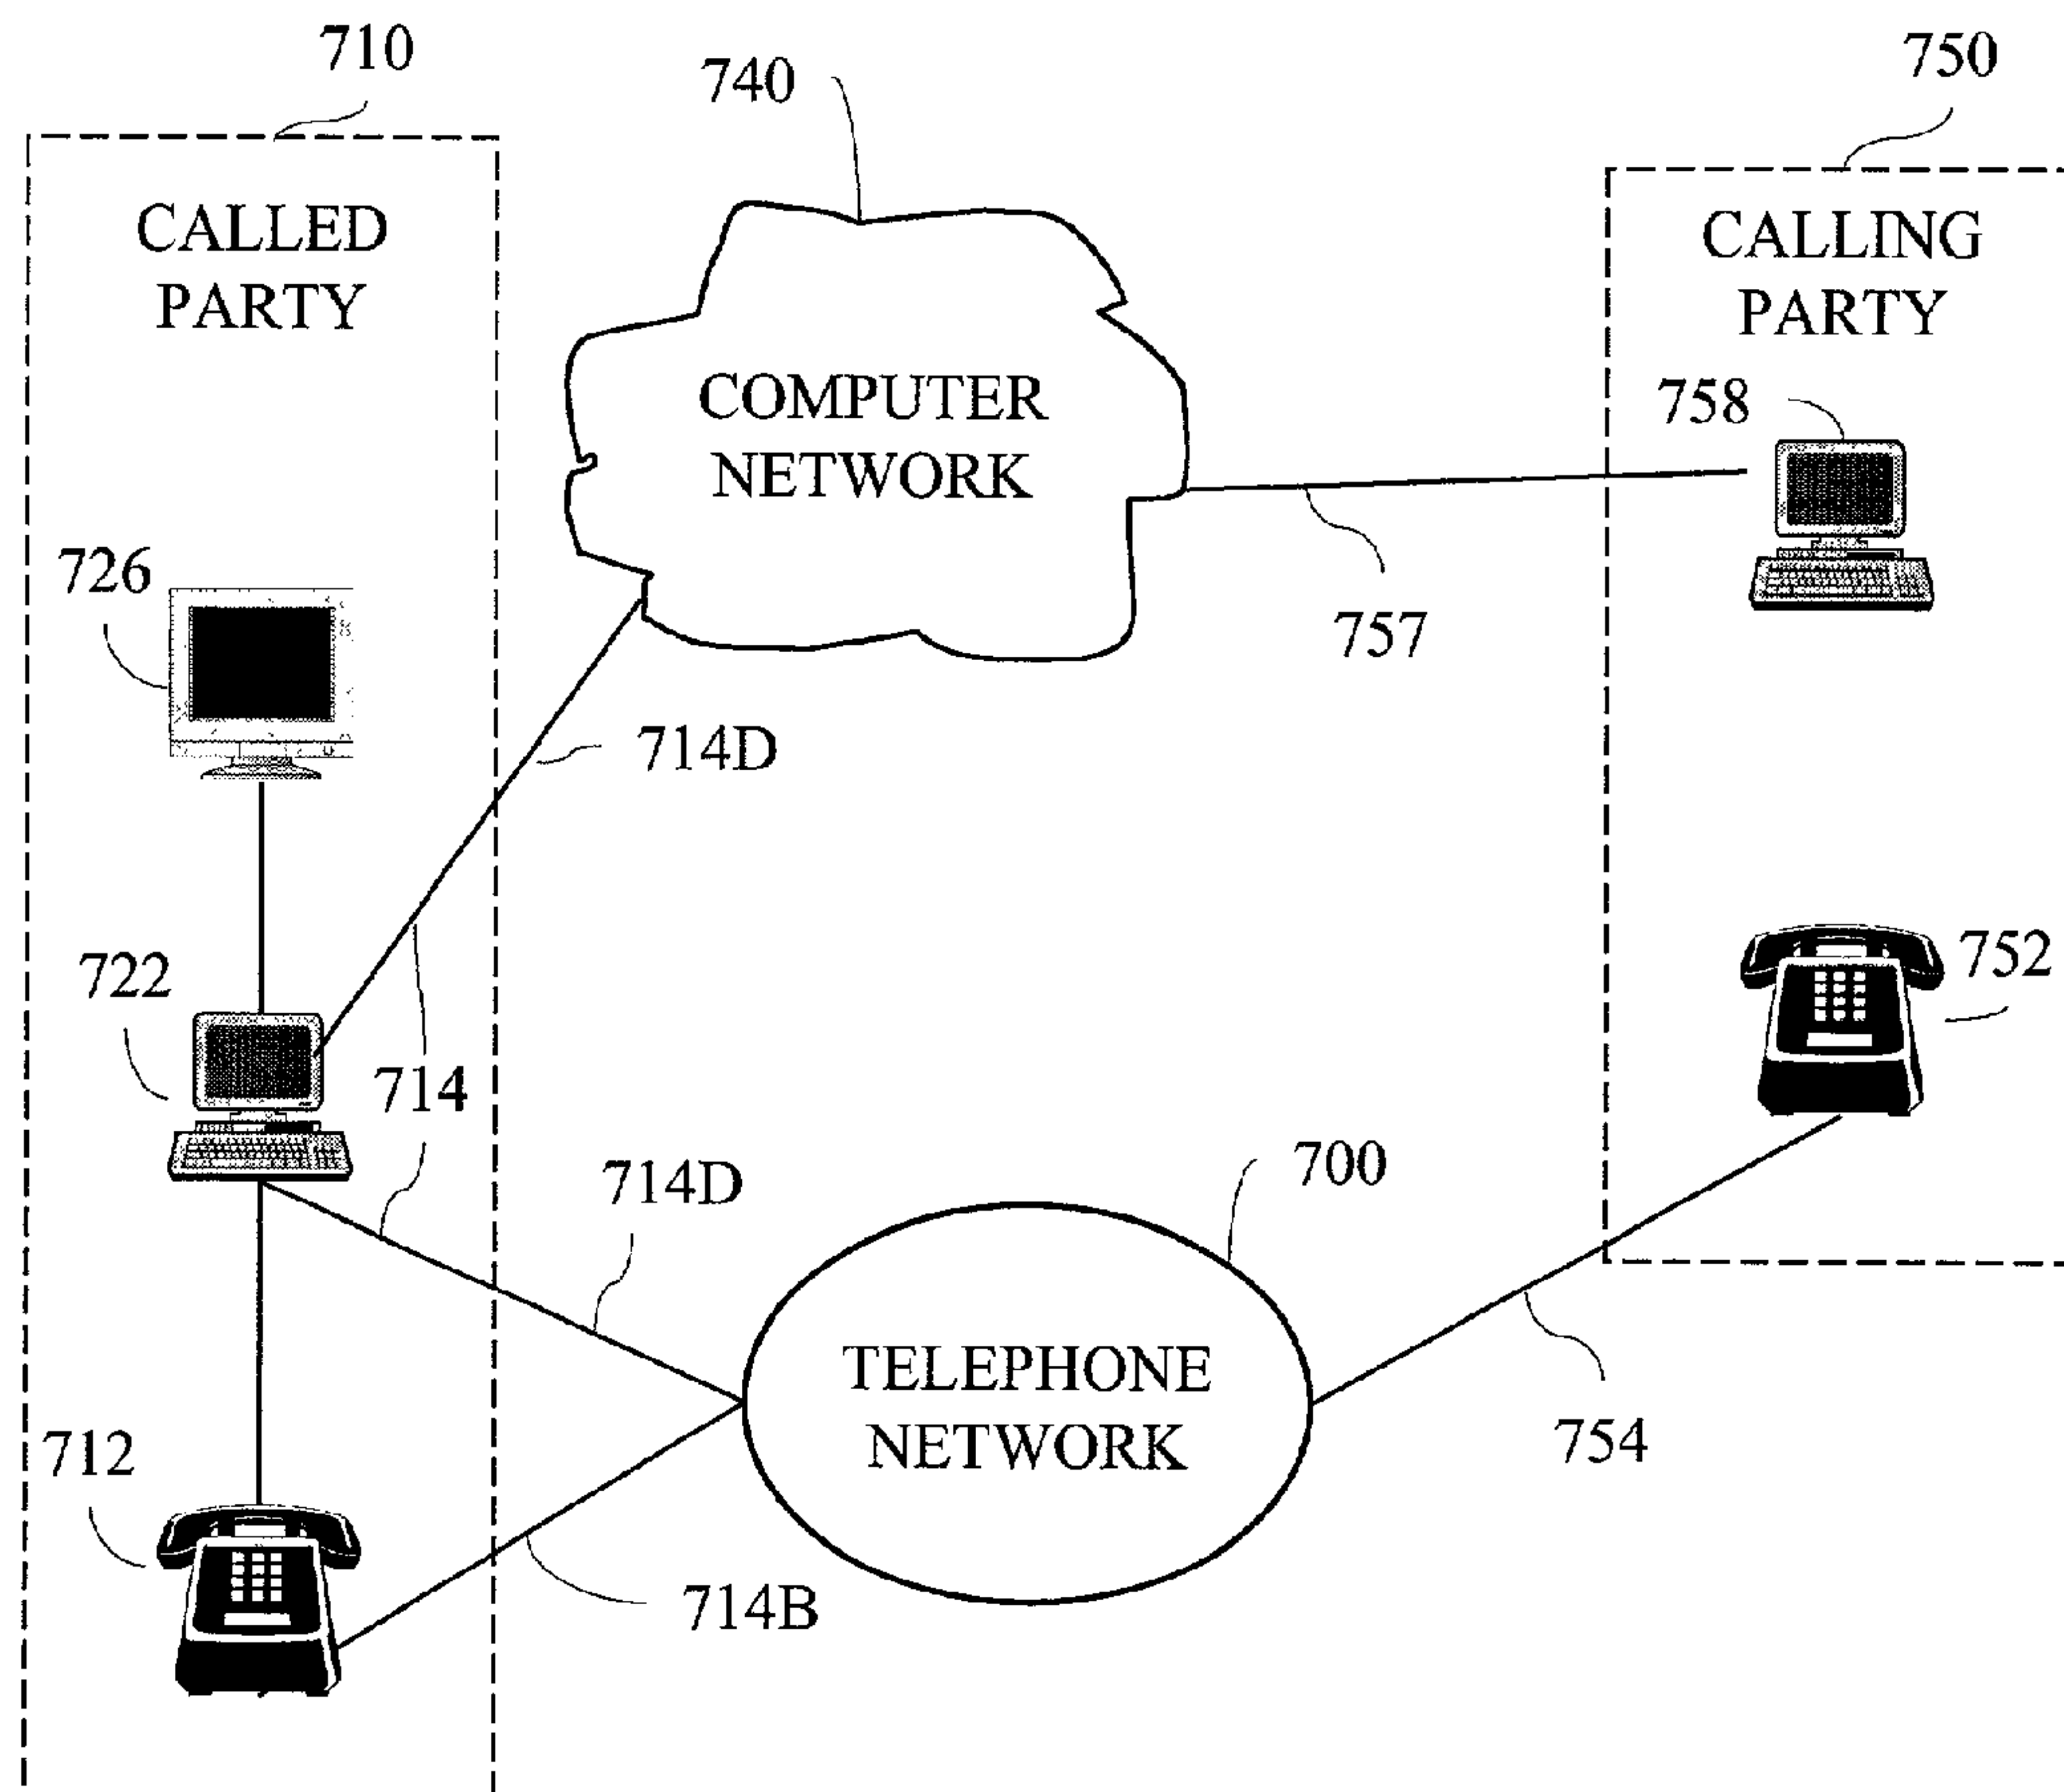 710
740
750
CALLED
PARTY
CALLING
PARTY
COMPUTER
NETWORK
758
726
757
714D
722
752
714
714D
700
TELEPHONE
NETWORK
712
754
714B